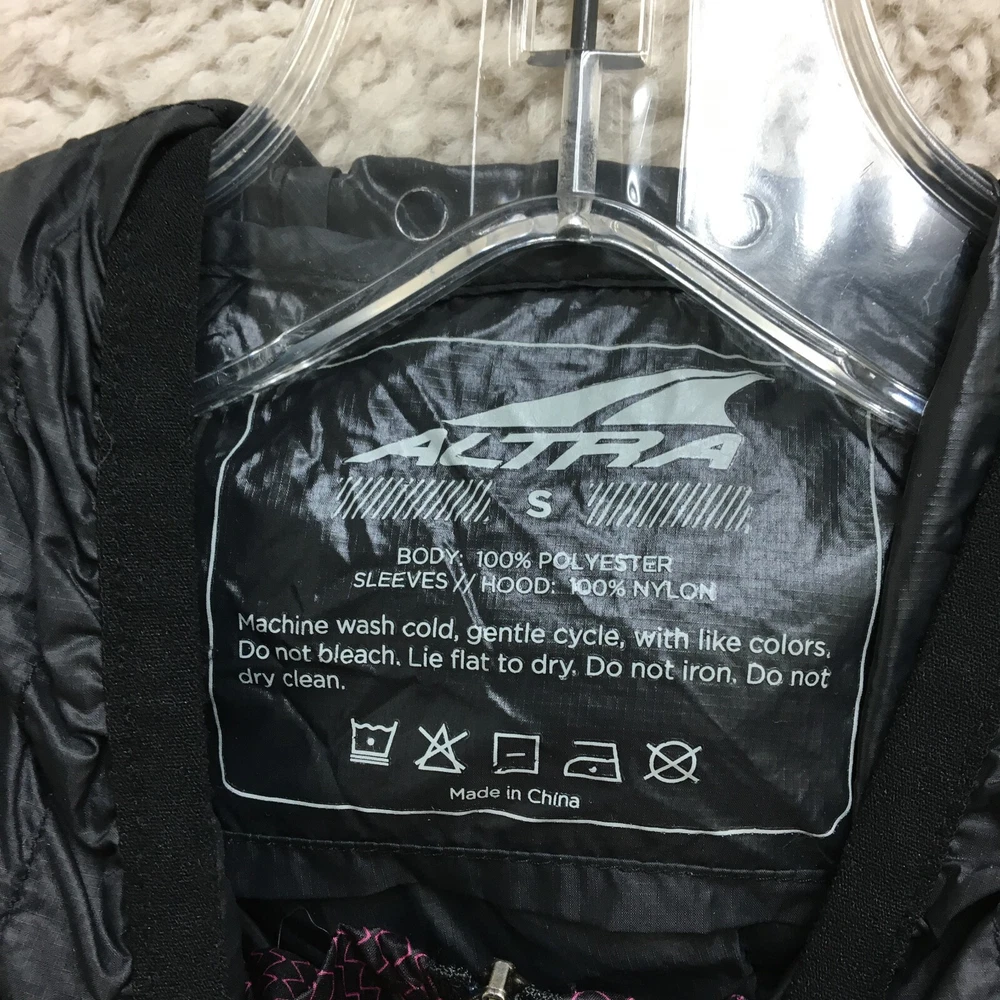 ALTRA
S
BODY: 100% POLYESTER
SLEEVES // HOOD: 100% NYLON
Machine wash cold, gentle cycle, with like colors.
Do not bleach. Lie flat to dry. Do not iron. Do not
dry clean.
Made in China